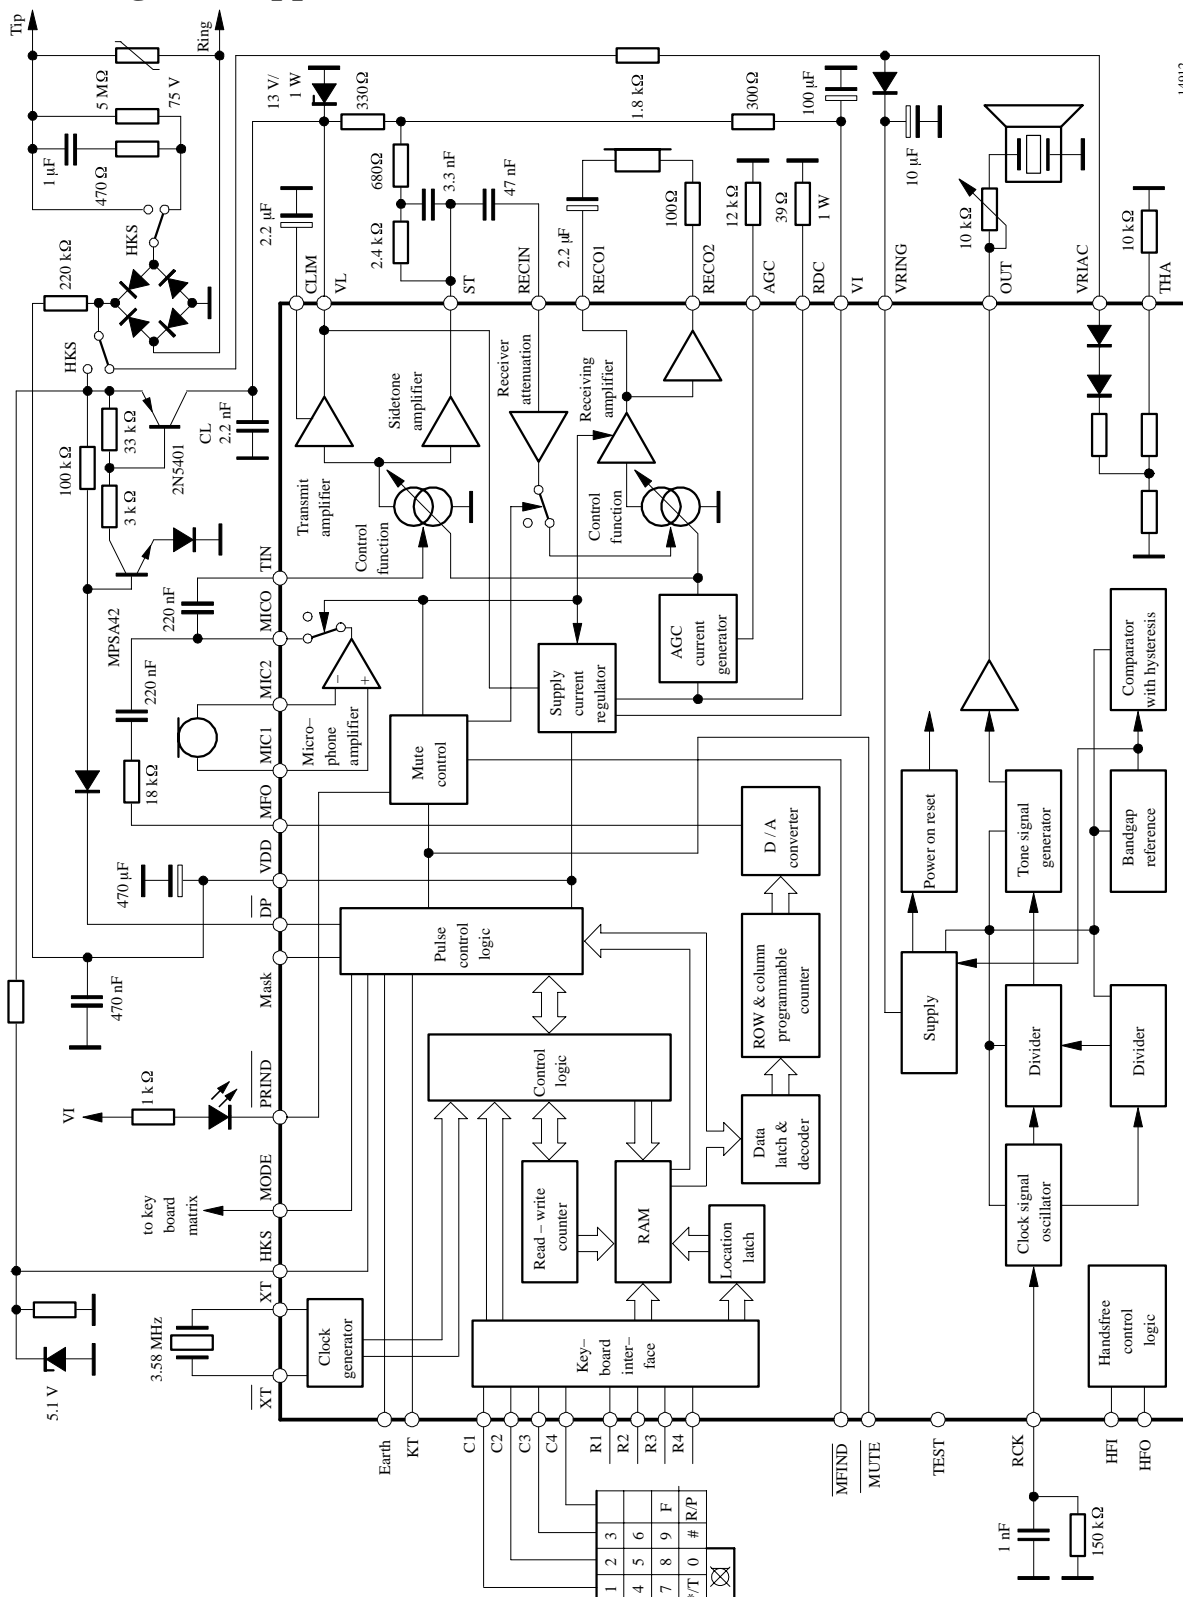 Tip
Ring
5 MΩ
75 V
1 µF
470Ω
HKS
220 kΩ
HKS
13 V/
1 W
330Ω
1.8 kΩ
300Ω
100 µF
10 µF
2.2 µF
680Ω
2.4 kΩ
3.3 nF
47 nF
2.2 µF
100Ω
12 kΩ
39Ω
1 W
10 kΩ
10 kΩ
CLIM
VL
ST
RECIN
RECO1
RECO2
AGC
RDC
VI
VRING
OUT
VRIAC
THA
100 kΩ
33 kΩ
3 kΩ
2N5401
CL
2.2 nF
MPSA42
220 nF
220 nF
18 kΩ
470 µF
470 nF
1 kΩ
VI
to key
board
matrix
3.58 MHz
5.1 V
TIN
MICO
MIC2
MIC1
MFO
VDD
DP
Mask
PRIND
MODE
HKS
XT
XT
Transmit
amplifier
Sidetone
amplifier
Receiver
attenuation
Receiving
amplifier
Control
function
Control
function
Micro–
phone
amplifier
–
+
Mute
control
Supply
current
regulator
AGC
current
generator
Pulse
control
logic
D / A
converter
ROW & column
programmable
counter
Data
latch &
decoder
Control
logic
Read – write
counter
RAM
Location
latch
Clock
generator
Key–
board
inter–
face
Power on reset
Tone signal
generator
Bandgap
reference
Comparator
with hysteresis
Supply
Divider
Divider
Clock signal
oscillator
Handsfree
control
logic
Earth
KT
C1
C2
C3
C4
R1
R2
R3
R4
MFIND
MUTE
TEST
RCK
HFI
HFO
1 nF
150 kΩ
1 2 3
4 5 6
7 8 9 F
/T 0 # R/P